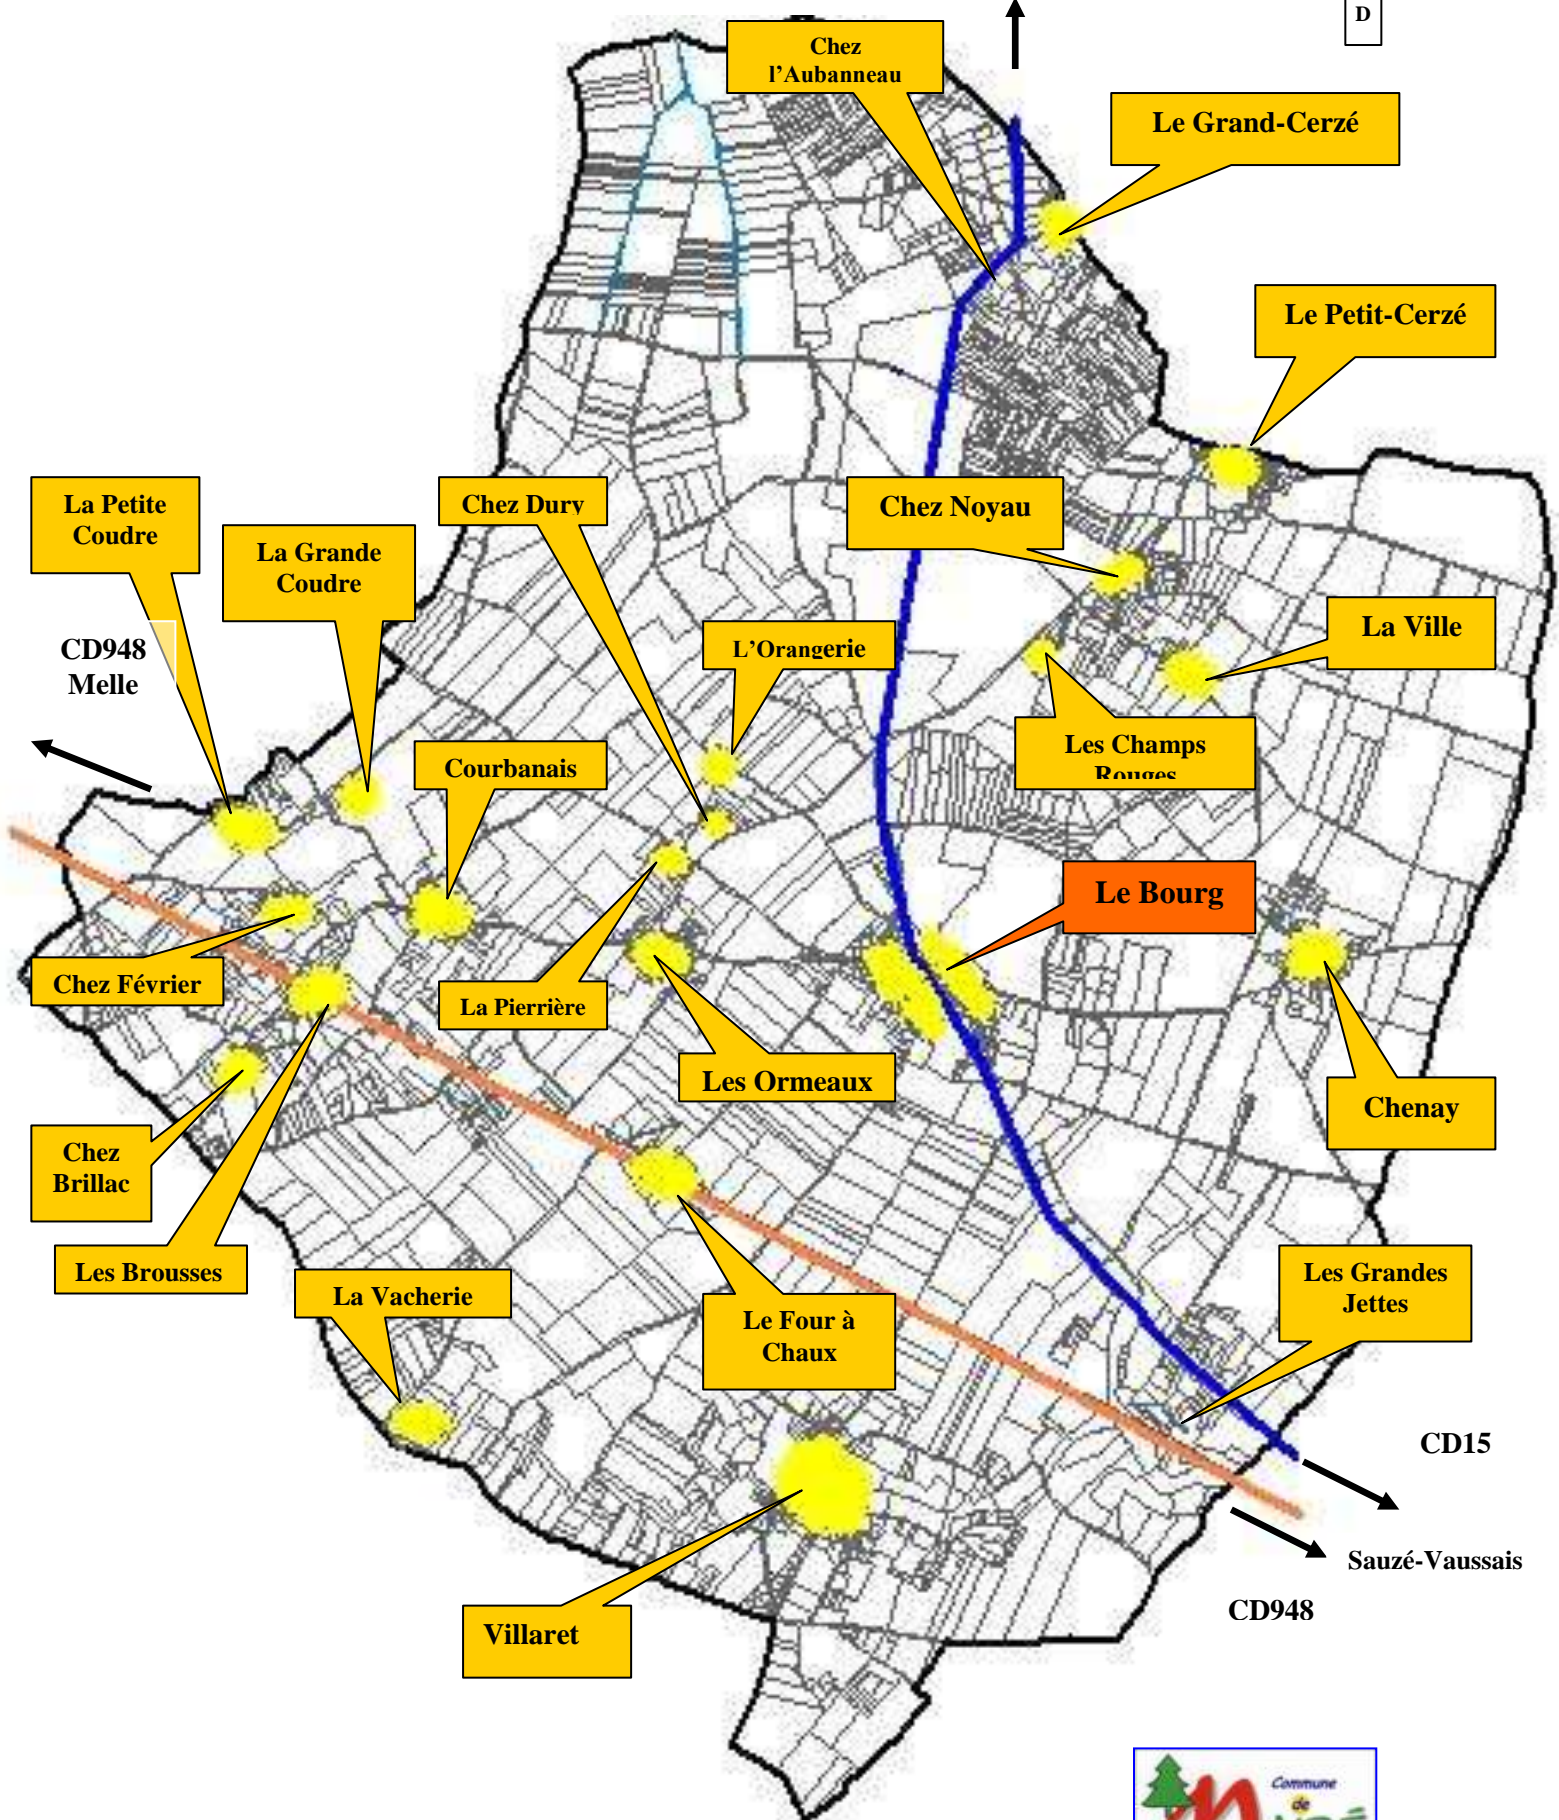 D
Chez
l'Aubanneau
Le Grand-Cerzé
Le Petit-Cerzé
La Petite
Coudre
La Grande
Coudre
Chez Dury
Chez Noyau
CD948
Melle
L'Orangerie
La Ville
Courbanais
Les Champs
Rouges
Le Bourg
Chez Février
La Pierrière
Les Ormeaux
Chenay
Chez
Brillac
Les Brousses
La Vacherie
Le Four à
Chaux
Les Grandes
Jettes
CD15
Sauzé-Vaussais
CD948
Villaret
Commune
de